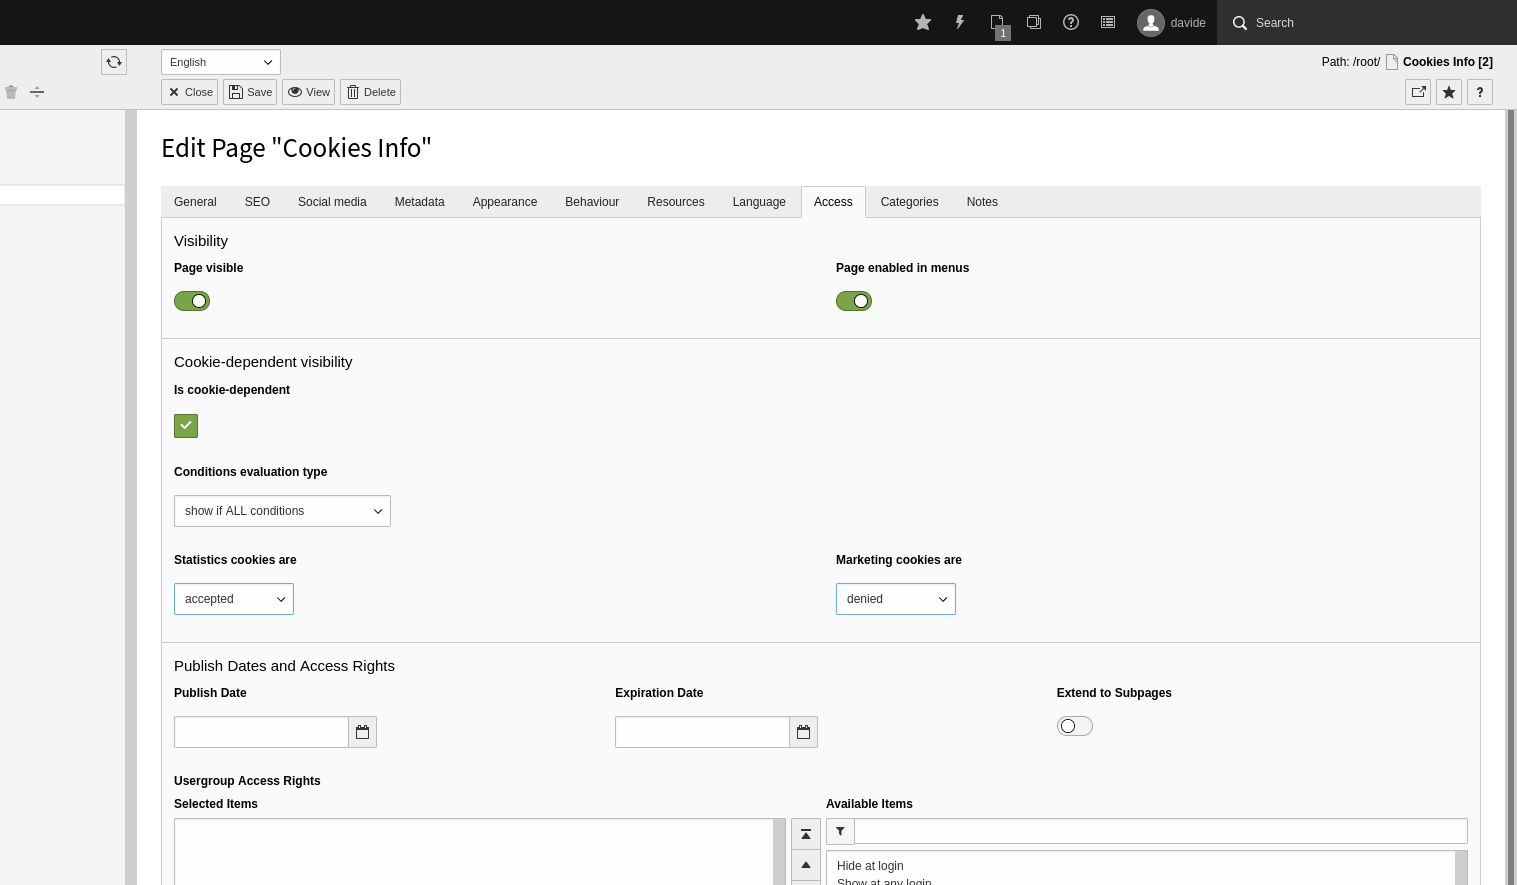 1
davide
Search
English
Path: /root/ Cookies Info [2]
Close
Save
View
Delete
?
Edit Page "Cookies Info"
General SEO Social media Metadata Appearance Behaviour Resources Language Access Categories Notes
Visibility
Page visible
Page enabled in menus
Cookie-dependent visibility
Is cookie-dependent
Conditions evaluation type
show if ALL conditions
Statistics cookies are
Marketing cookies are
accepted
denied
Publish Dates and Access Rights
Publish Date
Expiration Date
Extend to Subpages
Usergroup Access Rights
Selected Items
Available Items
Hide at login
Show at any login